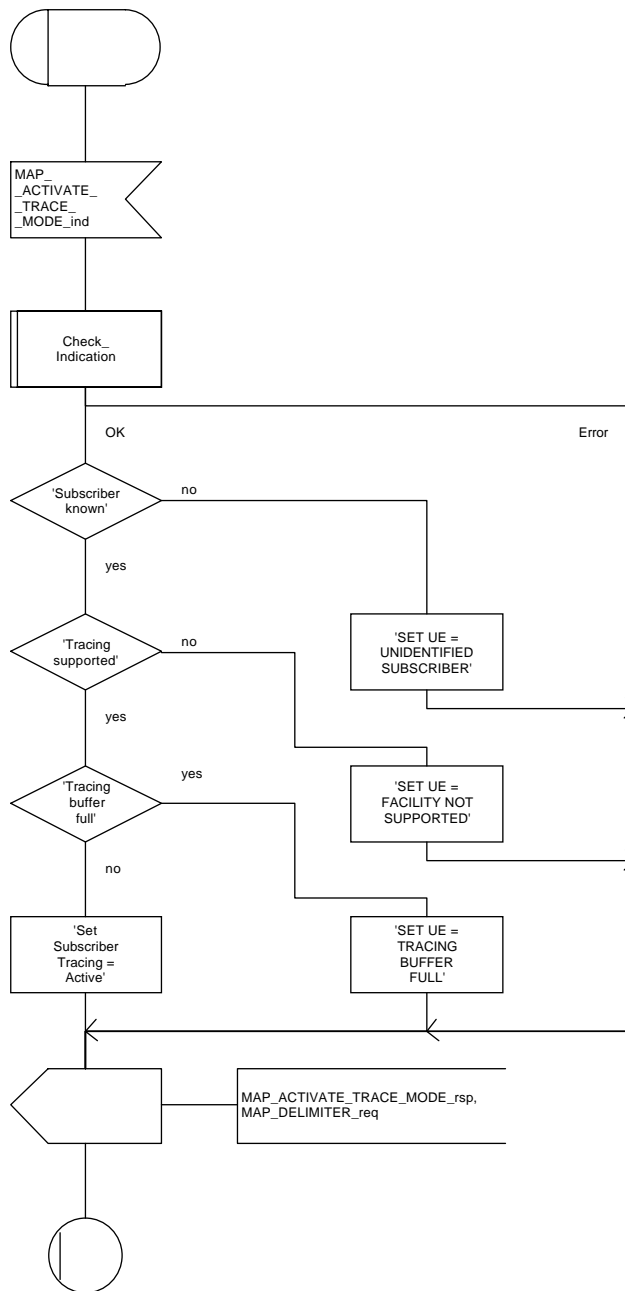 MAP_
_ACTIVATE_
_TRACE_
_MODE_ind
Check_
Indication
OK
Error
'Subscriber
known'
no
yes
'Tracing
supported'
no
'SET UE =
UNIDENTIFIED
SUBSCRIBER'
yes
'Tracing
buffer
full'
yes
'SET UE =
FACILITY NOT
SUPPORTED'
no
'Set
Subscriber
Tracing =
Active'
'SET UE =
TRACING
BUFFER
FULL'
MAP_ACTIVATE_TRACE_MODE_rsp,
MAP_DELIMITER_req